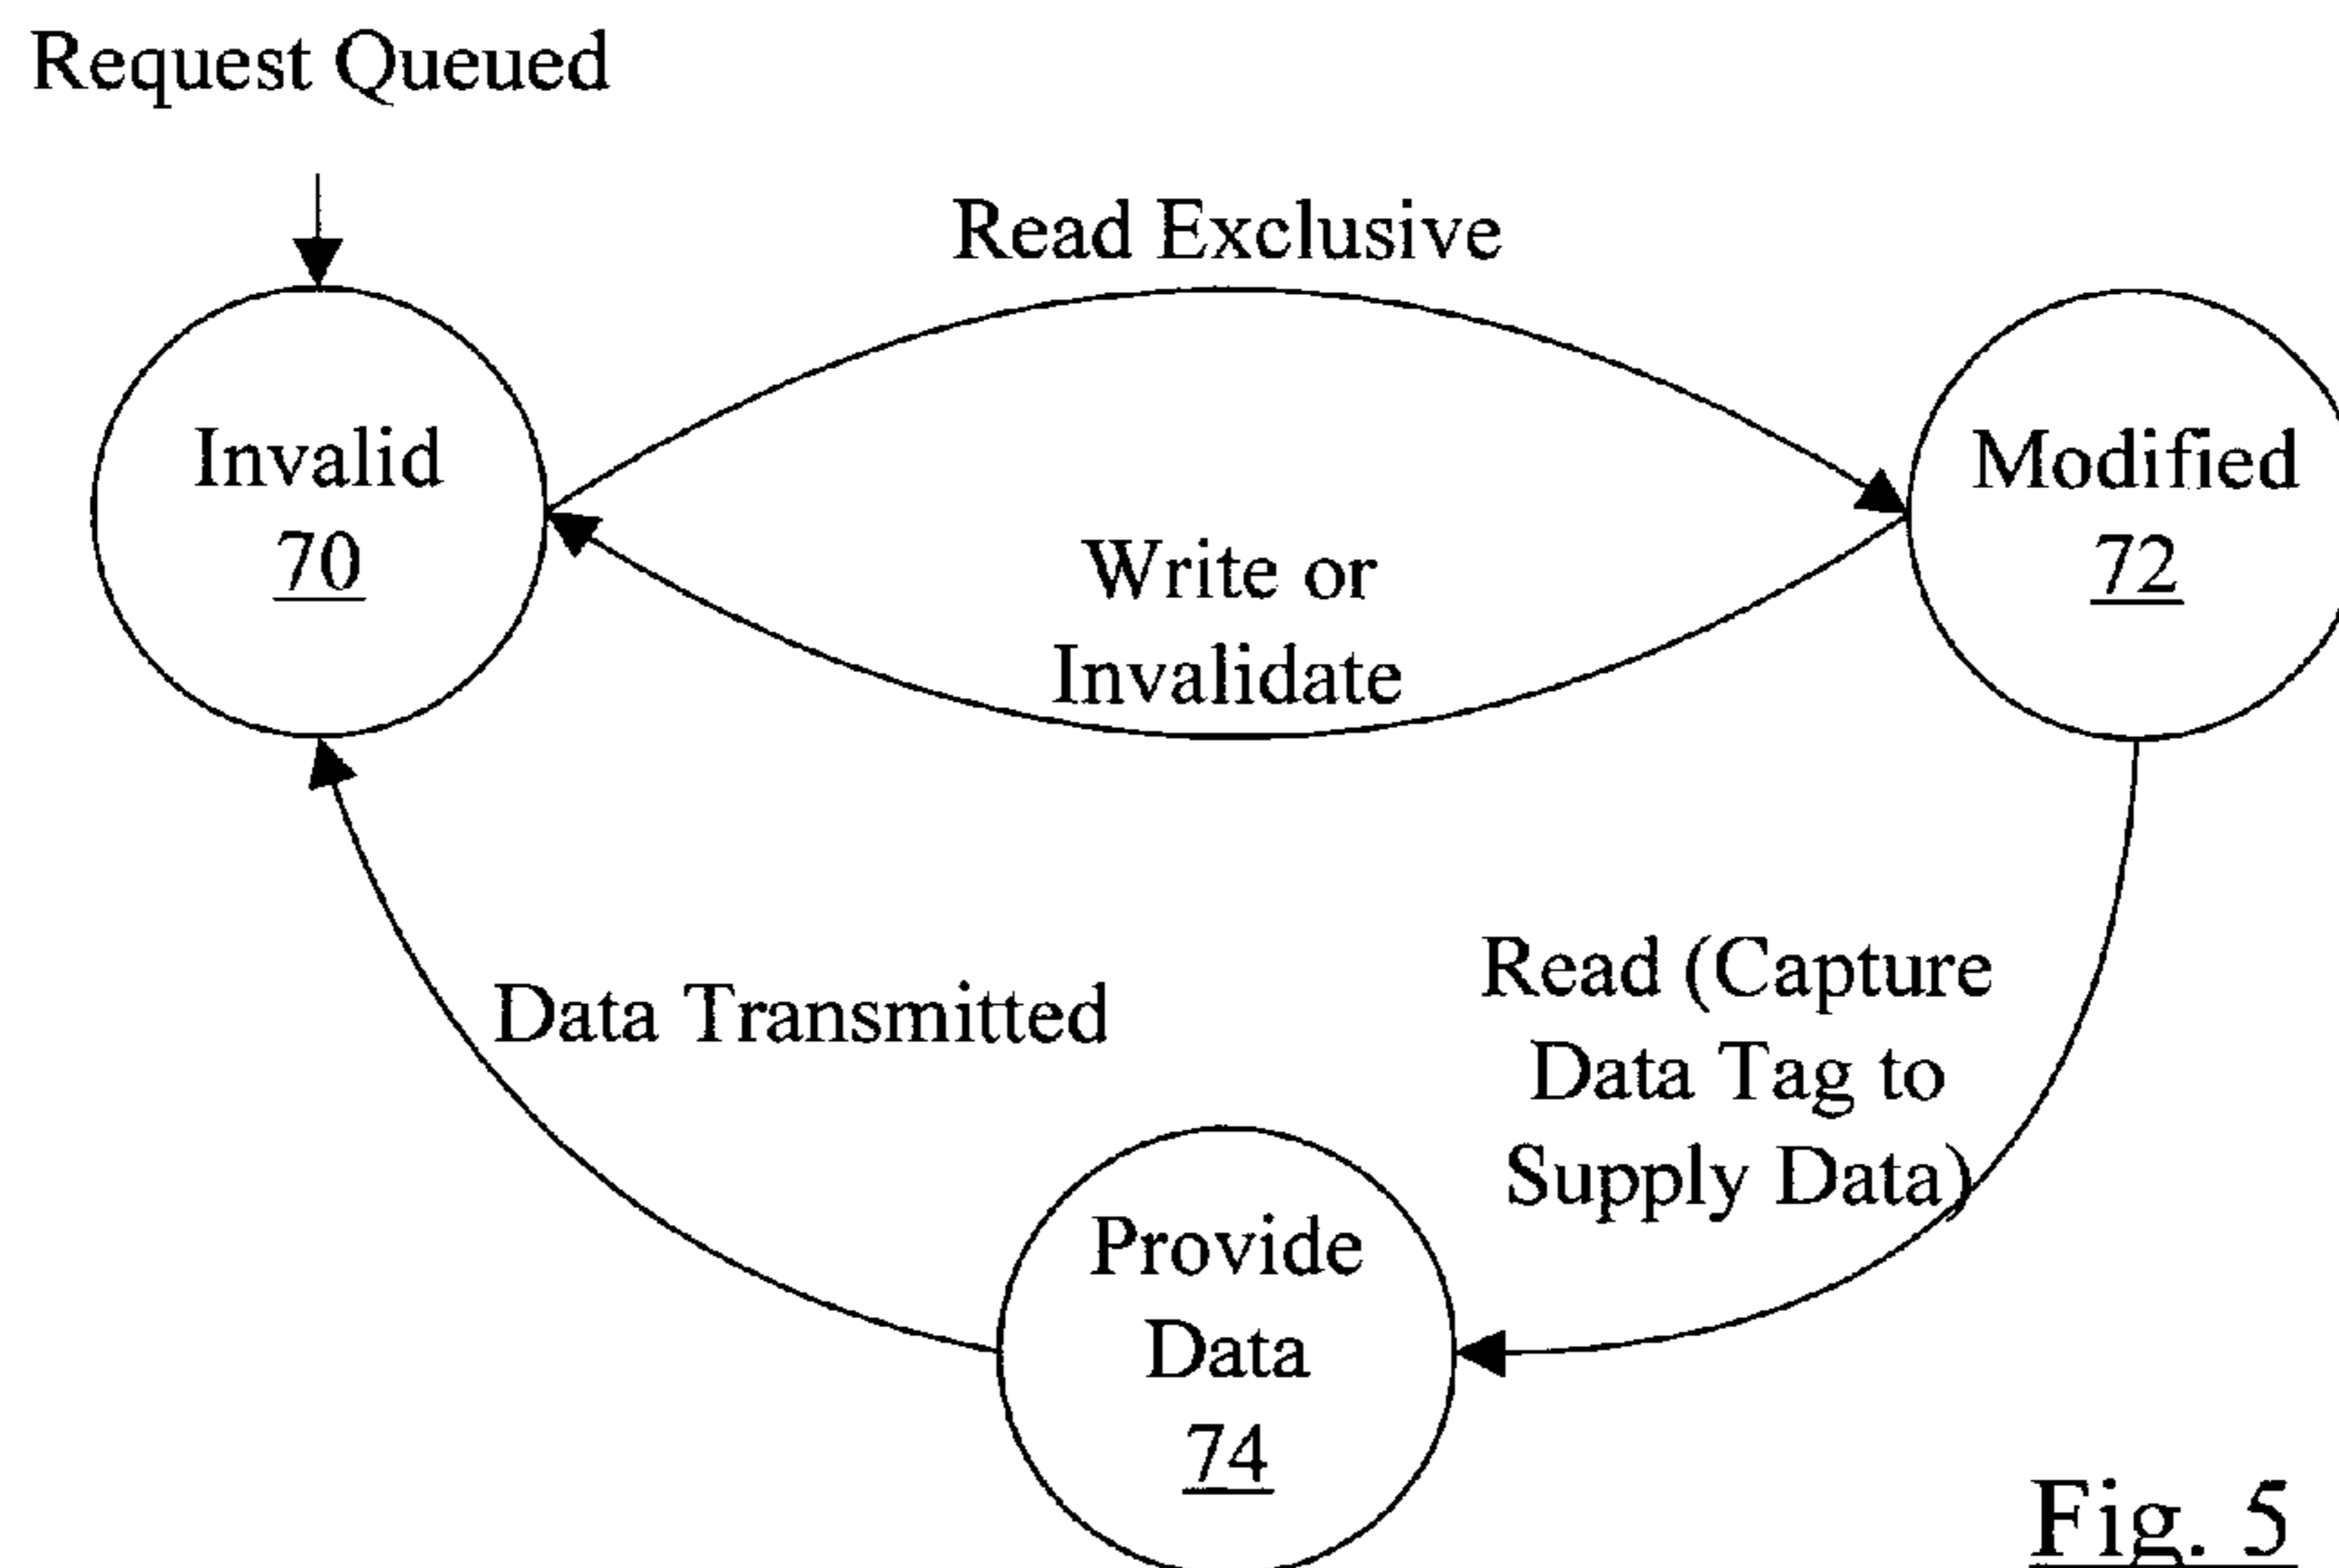 Request Queued
Read Exclusive
Invalid
70
Modified
72
Write or
Invalidate
Data Transmitted
Read (Capture
Data Tag to
Supply Data)
Provide
Data
74
Fig. 5